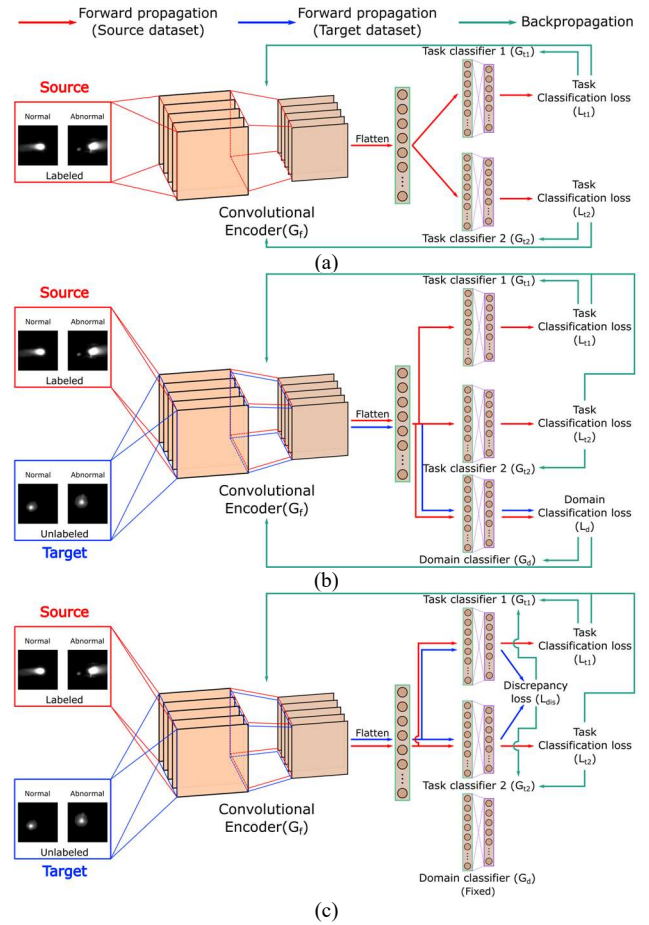 Forward propagation
(Source dataset)
Forward propagation
(Target dataset)
Backpropagation
Task classifier 1 (Gt1)
Source
Normal Abnormal
Labeled
Flatten
Task
Classification loss
(Lt1)
Task
Classification loss
(Lt2)
Convolutional
Encoder(Gf)
Task classifier 2 (Gt2)
(a)
Task classifier 1 (Gt1)
Source
Normal Abnormal
Labeled
Task
Classification loss
(Lt1)
Flatten
Task
Classification loss
(Lt2)
Normal Abnormal
Unlabeled
Target
Convolutional
Encoder(Gf)
Task classifier 2 (Gt2)
Domain
Classification loss
(Ld)
Domain classifier (Gd)
(b)
Task classifier 1 (Gt1)
Source
Normal Abnormal
Labeled
Task
Classification loss
(Lt1)
Discrepancy
loss (Ldis)
Flatten
Task
Classification loss
(Lt2)
Normal Abnormal
Unlabeled
Target
Convolutional
Encoder(Gf)
Task classifier 2 (Gt2)
Domain classifier (Gd)
(Fixed)
(c)